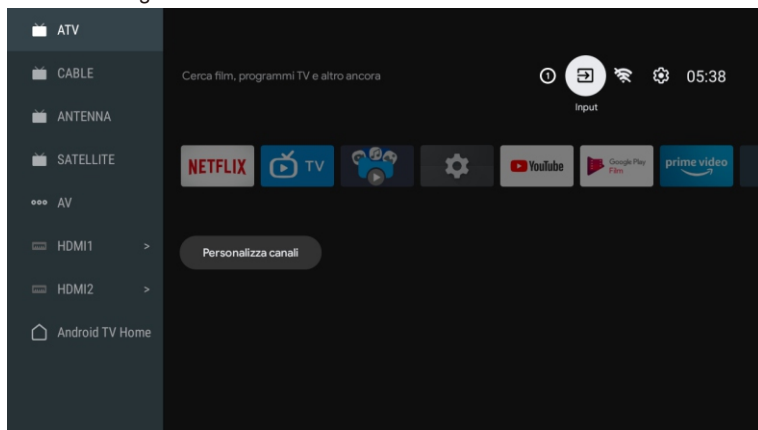 ATV
CABLE
ANTENNA
SATELLITE
AV
HDMI1 >
HDMI2 >
Android TV Home
Cerca film, programmi TV e altro ancora
1
05:38
Input
NETFLIX
TV
YouTube
Google Play
Film
prime video
Personalizza canali